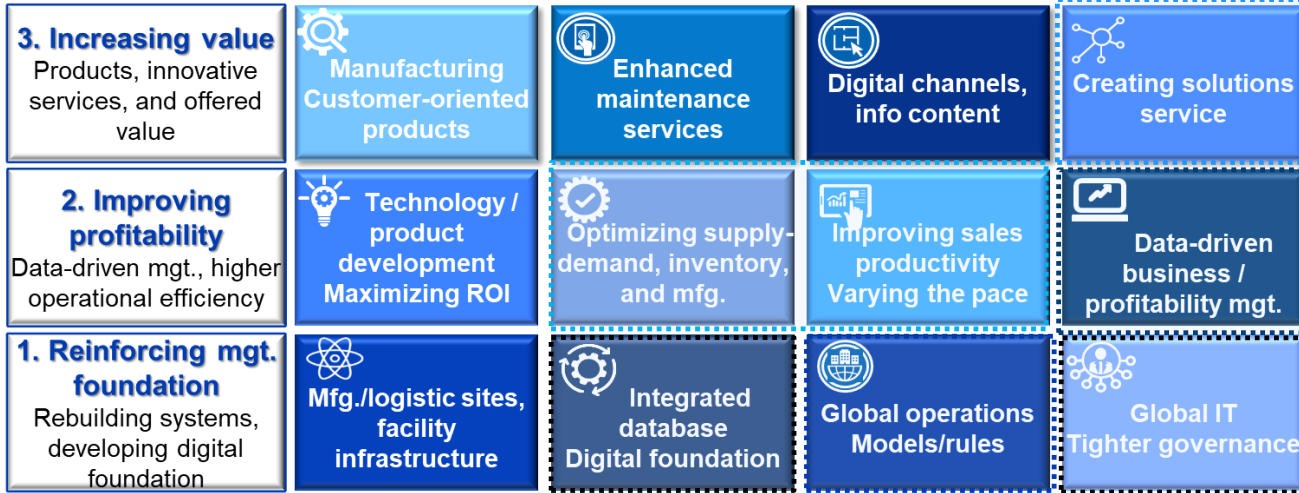 3. Increasing value
Products, innovative
services, and offered
value
Manufacturing
Customer-oriented
products
Enhanced
maintenance
services
Digital channels,
info content
Creating solutions
service
2. Improving
profitability
Data-driven mgt., higher
operational efficiency
Technology /
product
development
Maximizing ROI
Optimizing supply-
demand, inventory,
and mfg.
Improving sales
productivity
Varying the pace
Data-driven
business /
profitability mgt.
1. Reinforcing mgt.
foundation
Rebuilding systems,
developing digital
foundation
Mfg./logistic sites,
facility
infrastructure
Integrated
database
Digital foundation
Global operations
Models/rules
Global IT
Tighter governance